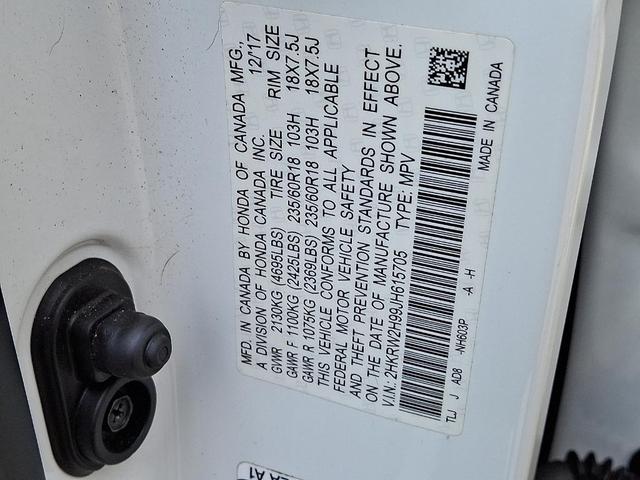 MFD. IN CANADA BY HONDA OF CANADA MFG.,
A DIVISION OF HONDA CANADA INC. 12/17
GVWR 2130KG (4695LBS) TIRE SIZE RIM SIZE
GAWR F 1100KG (2425LBS) 235/60R18 103H 18X7.5J
GAWR R 1075KG (2369LBS) 235/60R18 103H 18X7.5J
THIS VEHICLE CONFORMS TO ALL APPLICABLE
FEDERAL MOTOR VEHICLE SAFETY
AND THEFT PREVENTION STANDARDS IN EFFECT
ON THE DATE OF MANUFACTURE SHOWN ABOVE.
V.I.N.: 2HKRW2H99JH615705 TYPE: MPV
TLJ J AD8 -NH603P -A -H MADE IN CANADA
A1